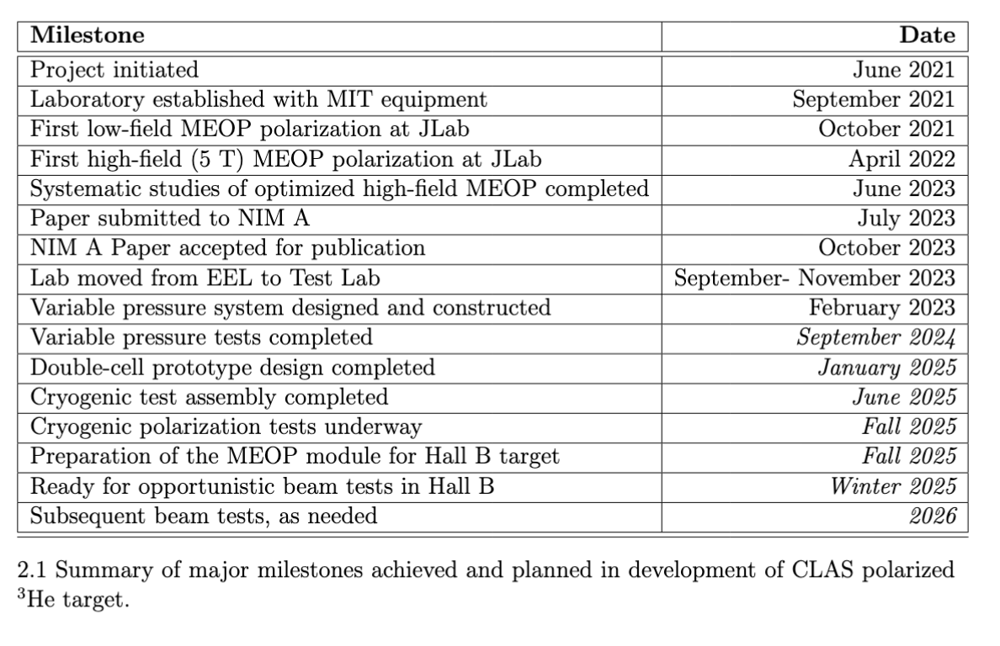 Milestone Date
Project initiated June 2021
Laboratory established with MIT equipment September 2021
First low-field MEOP polarization at JLab October 2021
First high-field (5 T) MEOP polarization at JLab April 2022
Systematic studies of optimized high-field MEOP completed June 2023
Paper submitted to NIM A July 2023
NIM A Paper accepted for publication October 2023
Lab moved from EEL to Test Lab September- November 2023
Variable pressure system designed and constructed February 2023
Variable pressure tests completed September 2024
Double-cell prototype design completed January 2025
Cryogenic test assembly completed June 2025
Cryogenic polarization tests underway Fall 2025
Preparation of the MEOP module for Hall B target Fall 2025
Ready for opportunistic beam tests in Hall B Winter 2025
Subsequent beam tests, as needed 2026
2.1 Summary of major milestones achieved and planned in development of CLAS polarized
³He target.